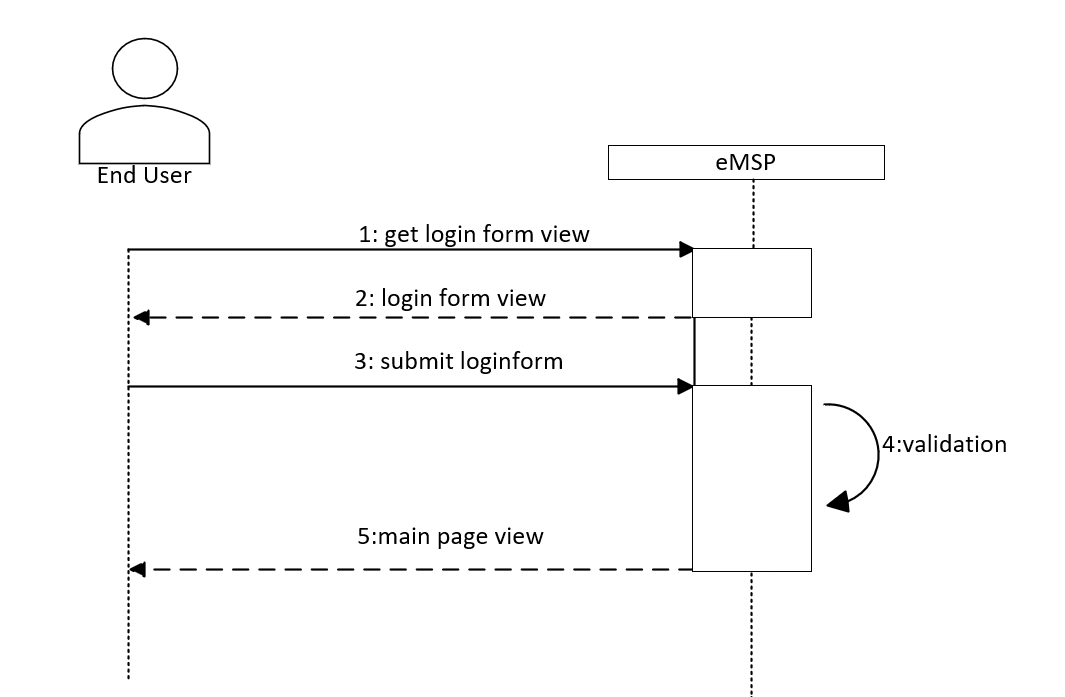 End User
eMSP
1: get login form view
2: login form view
3: submit loginform
4:validation
5:main page view